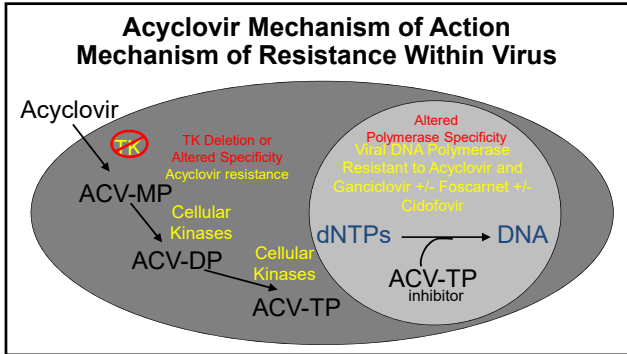 Acyclovir Mechanism of Action
Mechanism of Resistance Within Virus
Acyclovir
TK
TK Deletion or
Altered Specificity
Acyclovir resistance
ACV-MP
Cellular
Kinases
ACV-DP
Cellular
Kinases
ACV-TP
Altered
Polymerase Specificity
Viral DNA Polymerase
Resistant to Acyclovir and
Ganciclovir +/- Foscarnet +/-
Cidofovir
dNTPs
DNA
ACV-TP
inhibitor